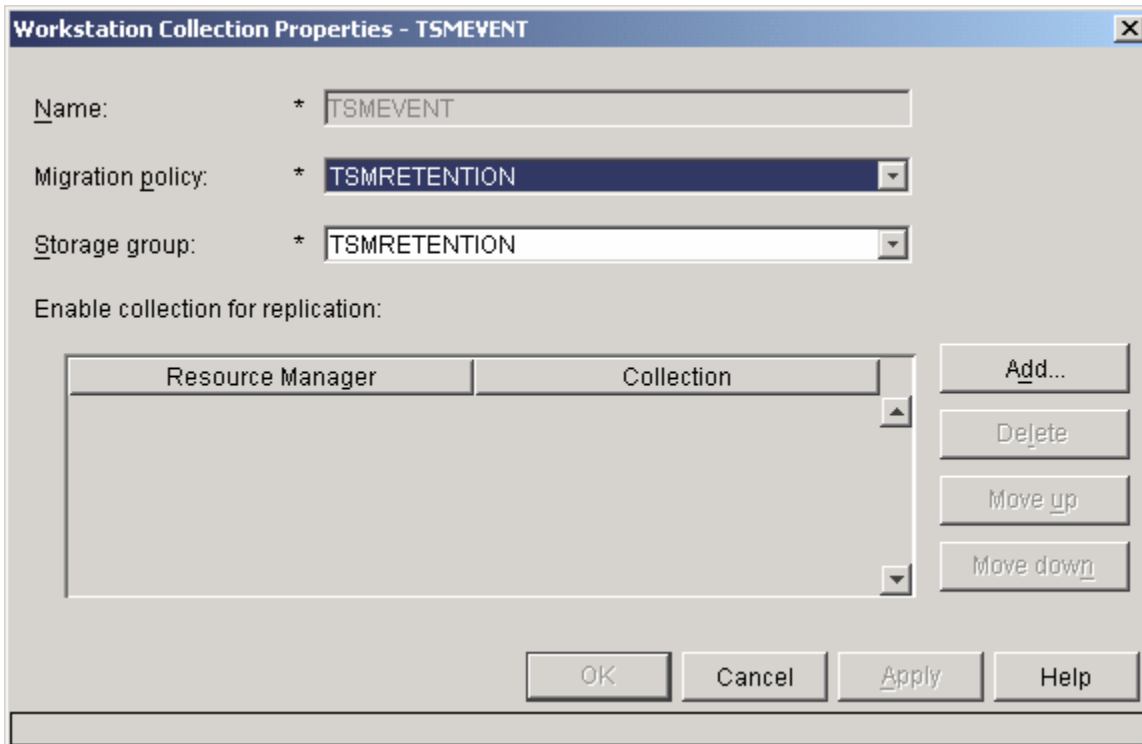 Workstation Collection Properties - TSMEVENT
Name: * TSMEVENT
Migration policy: * TSMRETENTION
Storage group: * TSMRETENTION
Enable collection for replication:
Resource Manager Collection
Add...
Delete
Move up
Move down
OK Cancel Apply Help